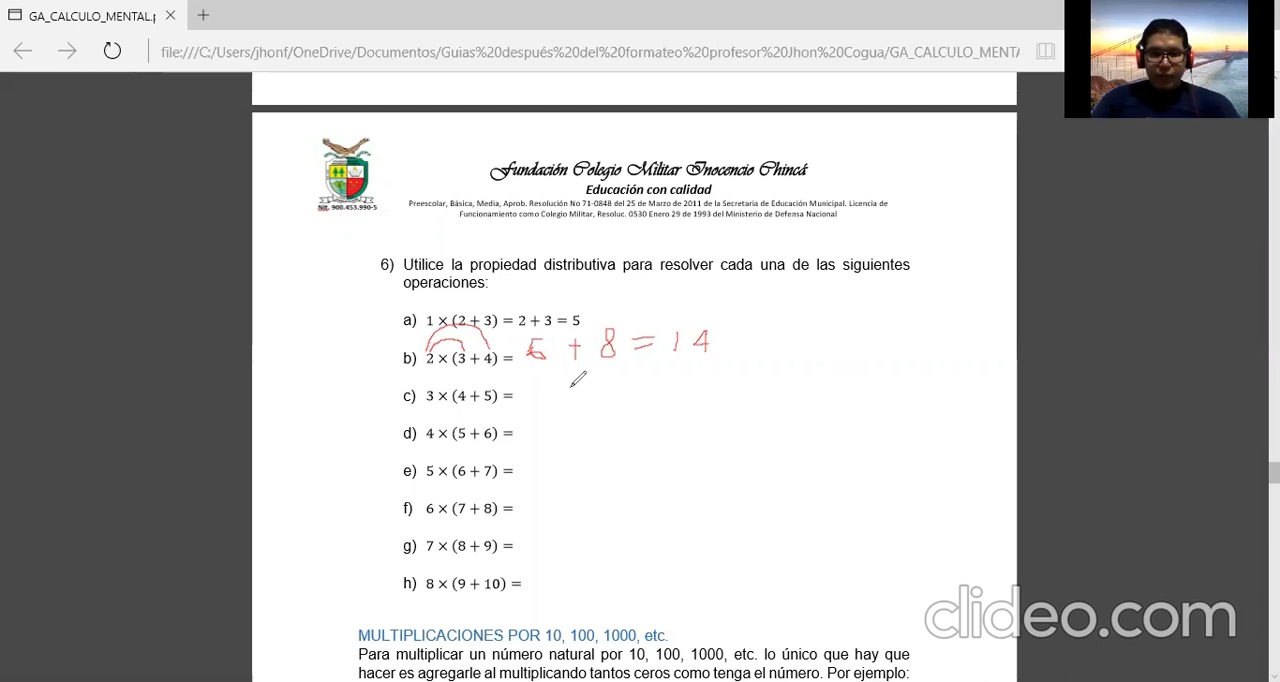 GA_CALCULO_MENTAL.p
file:///C:/Users/jhonf/OneDrive/Documentos/Guias%20después%20del%20formateo%20profesor%20Jhon%20Cogua/GA_CALCULO_MENTA
Fundación Colegio Militar Inocencio Chincá
Educación con calidad
Preescolar, Básica, Media, Aprob. Resolución No 71-0848 del 25 de Marzo de 2011 de la Secretaria de Educación Municipal. Licencia de
Funcionamiento como Colegio Militar, Resoluc. 0530 Enero 29 de 1993 del Ministerio de Defensa Nacional
Nit. 900.453.990-5
6) Utilice la propiedad distributiva para resolver cada una de las siguientes
operaciones:
a) 1 × (2 + 3) = 2 + 3 = 5
b) 2 × (3 + 4) = 6 + 8 = 14
c) 3 × (4 + 5) =
d) 4 × (5 + 6) =
e) 5 × (6 + 7) =
f) 6 × (7 + 8) =
g) 7 × (8 + 9) =
h) 8 × (9 + 10) =
MULTIPLICACIONES POR 10, 100, 1000, etc.
Para multiplicar un número natural por 10, 100, 1000, etc. lo único que hay que
hacer es agregarle al multiplicando tantos ceros como tenga el número. Por ejemplo:
clideo.com